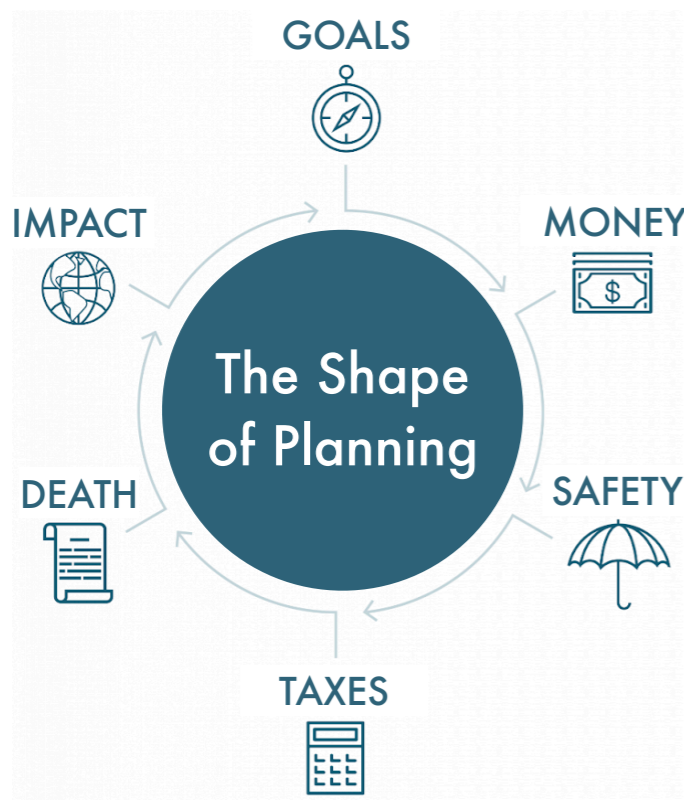 GOALS
IMPACT
MONEY
$
The Shape
of Planning
DEATH
SAFETY
TAXES